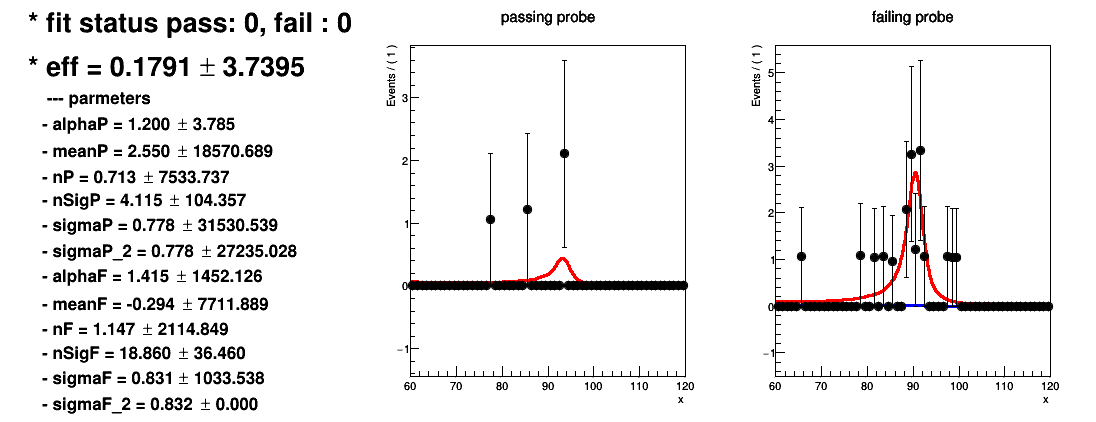 * fit status pass: 0, fail : 0
* eff = 0.1791 ± 3.7395
--- parmeters
- alphaP = 1.200 ± 3.785
- meanP = 2.550 ± 18570.689
- nP = 0.713 ± 7533.737
- nSigP = 4.115 ± 104.357
- sigmaP = 0.778 ± 31530.539
- sigmaP_2 = 0.778 ± 27235.028
- alphaF = 1.415 ± 1452.126
- meanF = -0.294 ± 7711.889
- nF = 1.147 ± 2114.849
- nSigF = 18.860 ± 36.460
- sigmaF = 0.831 ± 1033.538
- sigmaF_2 = 0.832 ± 0.000
passing probe
Events / ( 1 )
3
2
1
0
−1
60 70 80 90 100 110 120
x
failing probe
Events / ( 1 )
5
4
3
2
1
0
−1
60 70 80 90 100 110 120
x